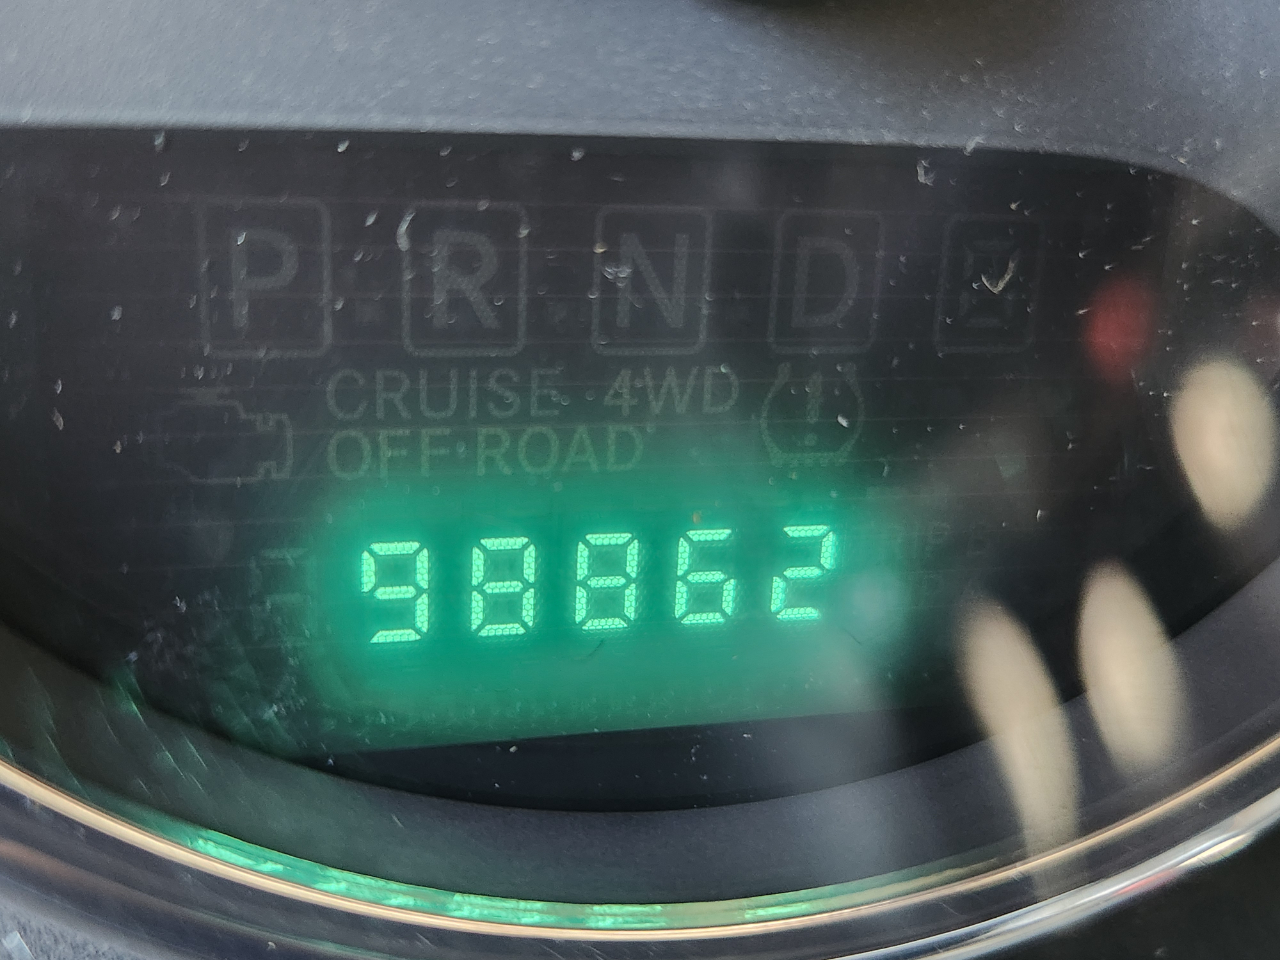 P R N D
CRUISE 4WD
OFF ROAD
98862